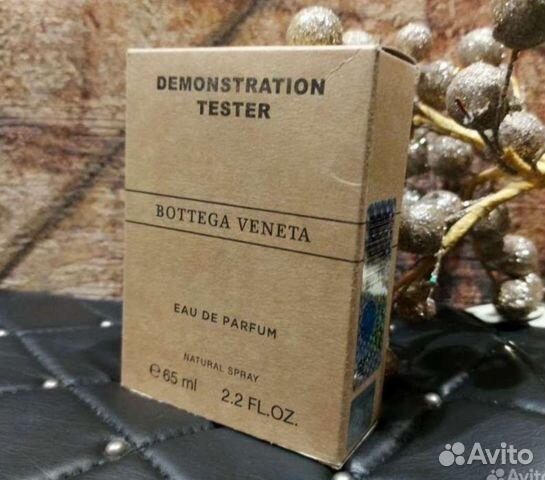 DEMONSTRATION
TESTER
BOTTEGA VENETA
EAU DE PARFUM
NATURAL SPRAY
℮65 ml 2.2 FL.OZ.
Avito